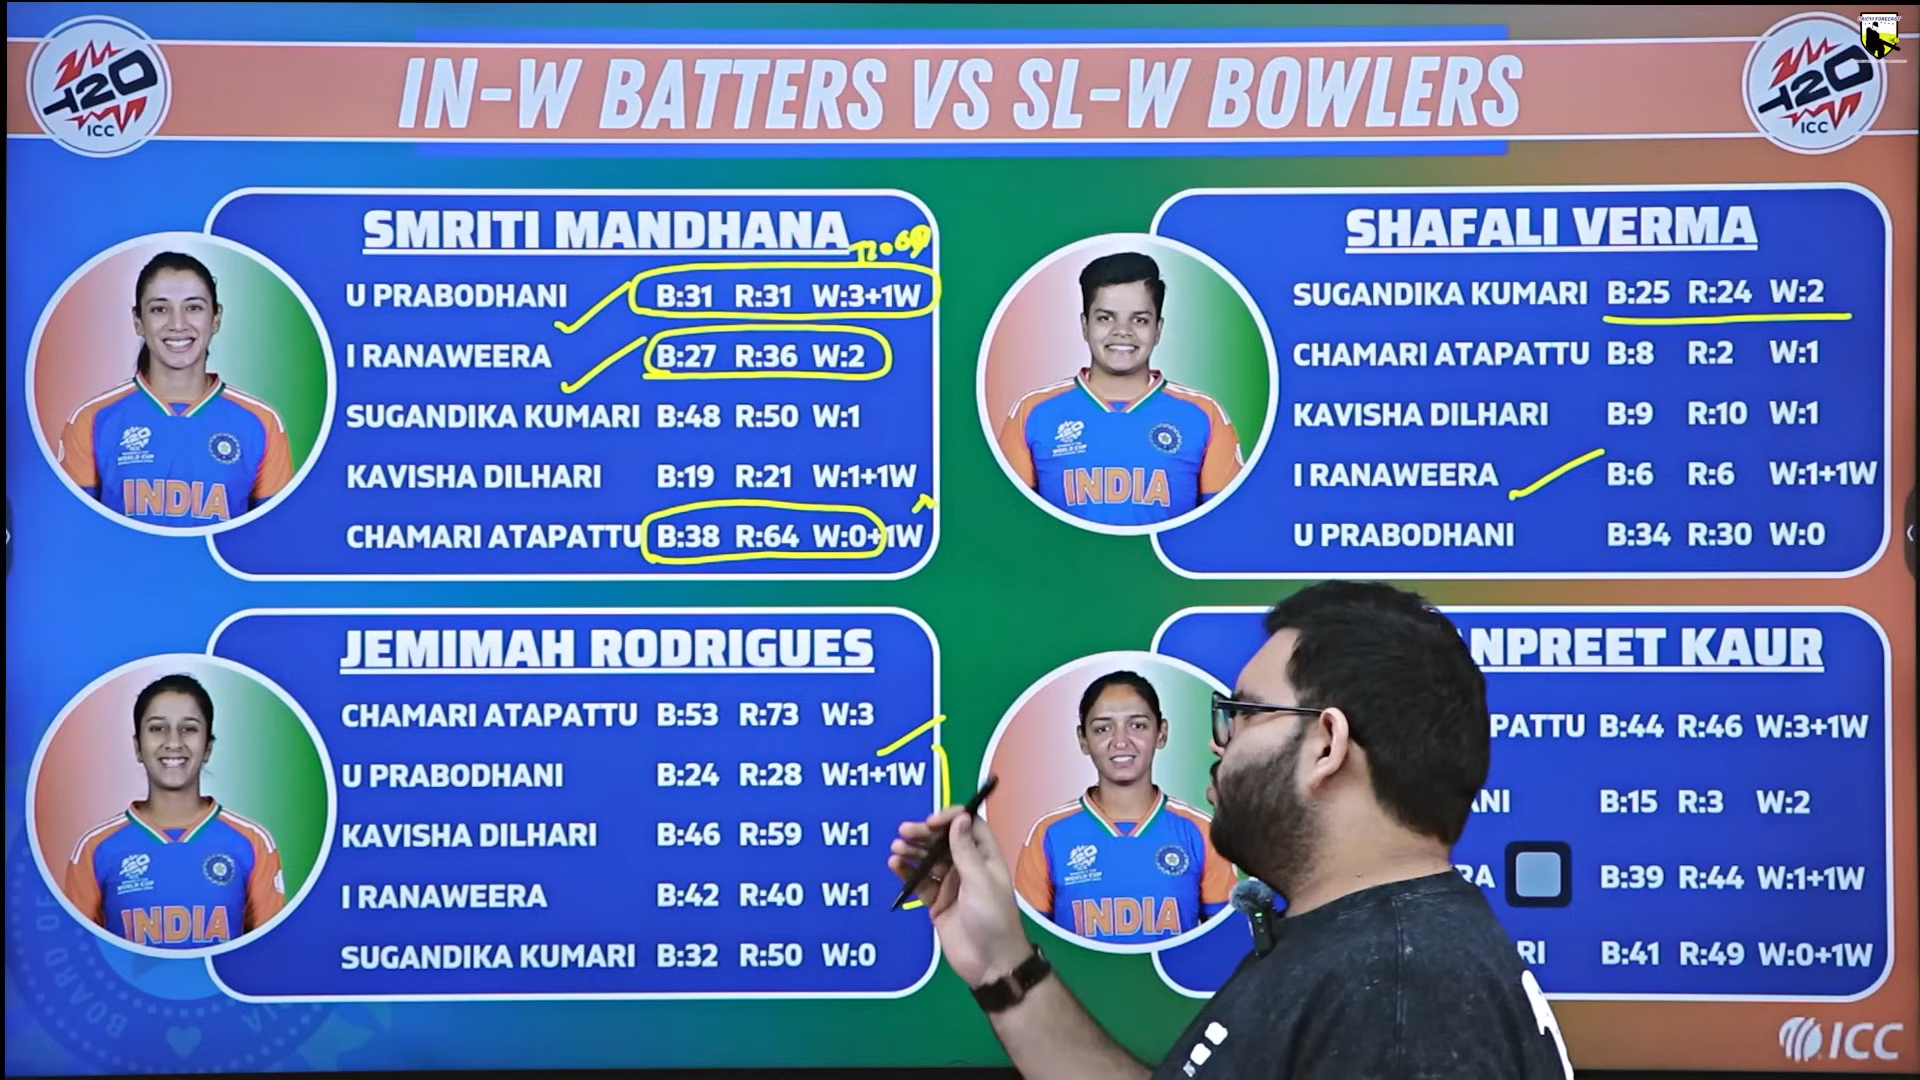 T20
ICC
IN-W BATTERS VS SL-W BOWLERS
T20
ICC
CRIC11 FORECAST
SMRITI MANDHANA
U PRABODHANI B:31 R:31 W:3+1W
I RANAWEERA B:27 R:36 W:2
SUGANDIKA KUMARI B:48 R:50 W:1
KAVISHA DILHARI B:19 R:21 W:1+1W
CHAMARI ATAPATTU B:38 R:64 W:0+1W
INDIA
SHAFALI VERMA
SUGANDIKA KUMARI B:25 R:24 W:2
CHAMARI ATAPATTU B:8 R:2 W:1
KAVISHA DILHARI B:9 R:10 W:1
I RANAWEERA B:6 R:6 W:1+1W
U PRABODHANI B:34 R:30 W:0
INDIA
JEMIMAH RODRIGUES
CHAMARI ATAPATTU B:53 R:73 W:3
U PRABODHANI B:24 R:28 W:1+1W
KAVISHA DILHARI B:46 R:59 W:1
I RANAWEERA B:42 R:40 W:1
SUGANDIKA KUMARI B:32 R:50 W:0
INDIA
NPREET KAUR
PATTU B:44 R:46 W:3+1W
ANI B:15 R:3 W:2
RA B:39 R:44 W:1+1W
RI B:41 R:49 W:0+1W
INDIA
ICC